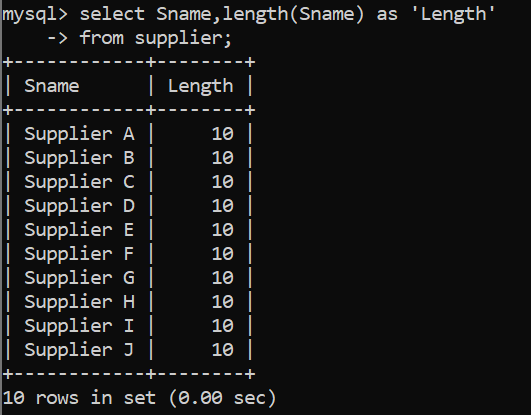 mysql> select Sname,length(Sname) as 'Length'
    -> from supplier;
+------------+--------+
| Sname      | Length |
+------------+--------+
| Supplier A |     10 |
| Supplier B |     10 |
| Supplier C |     10 |
| Supplier D |     10 |
| Supplier E |     10 |
| Supplier F |     10 |
| Supplier G |     10 |
| Supplier H |     10 |
| Supplier I |     10 |
| Supplier J |     10 |
+------------+--------+
10 rows in set (0.00 sec)